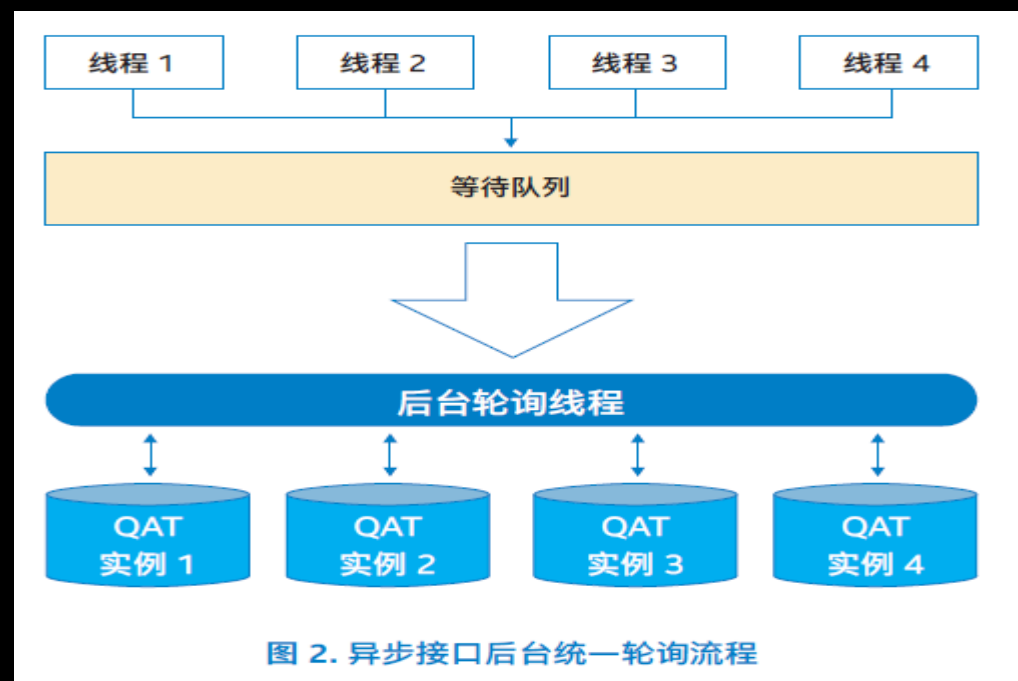 线程 1
线程 2
线程 3
线程 4
等待队列
后台轮询线程
QAT
实例 1
QAT
实例 2
QAT
实例 3
QAT
实例 4
图 2. 异步接口后台统一轮询流程